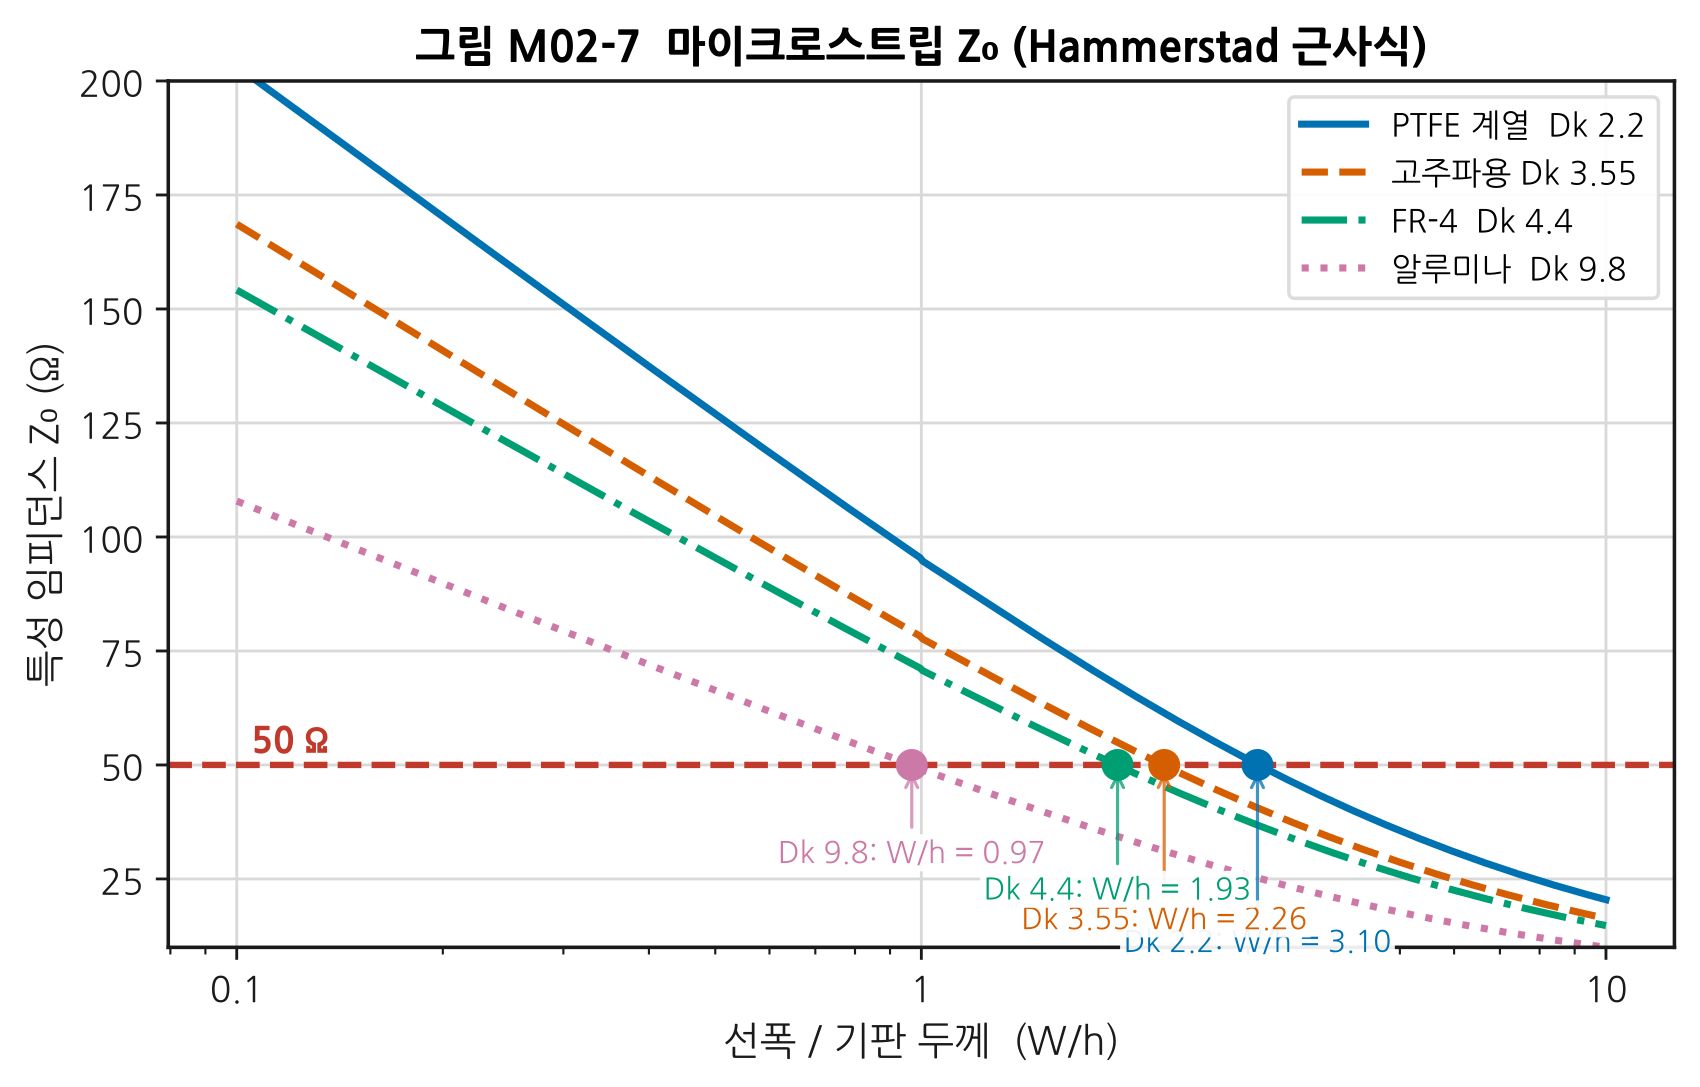 그림 M02-7 마이크로스트립 Z₀ (Hammerstad 근사식)
PTFE 계열 Dk 2.2
고주파용 Dk 3.55
FR-4 Dk 4.4
알루미나 Dk 9.8
특성 임피던스 Z₀ (Ω)
200
175
150
125
100
75
50
25
50 Ω
Dk 9.8: W/h = 0.97
Dk 4.4: W/h = 1.93
Dk 3.55: W/h = 2.26
Dk 2.2: W/h = 3.10
0.1
1
10
선폭 / 기판 두께 (W/h)